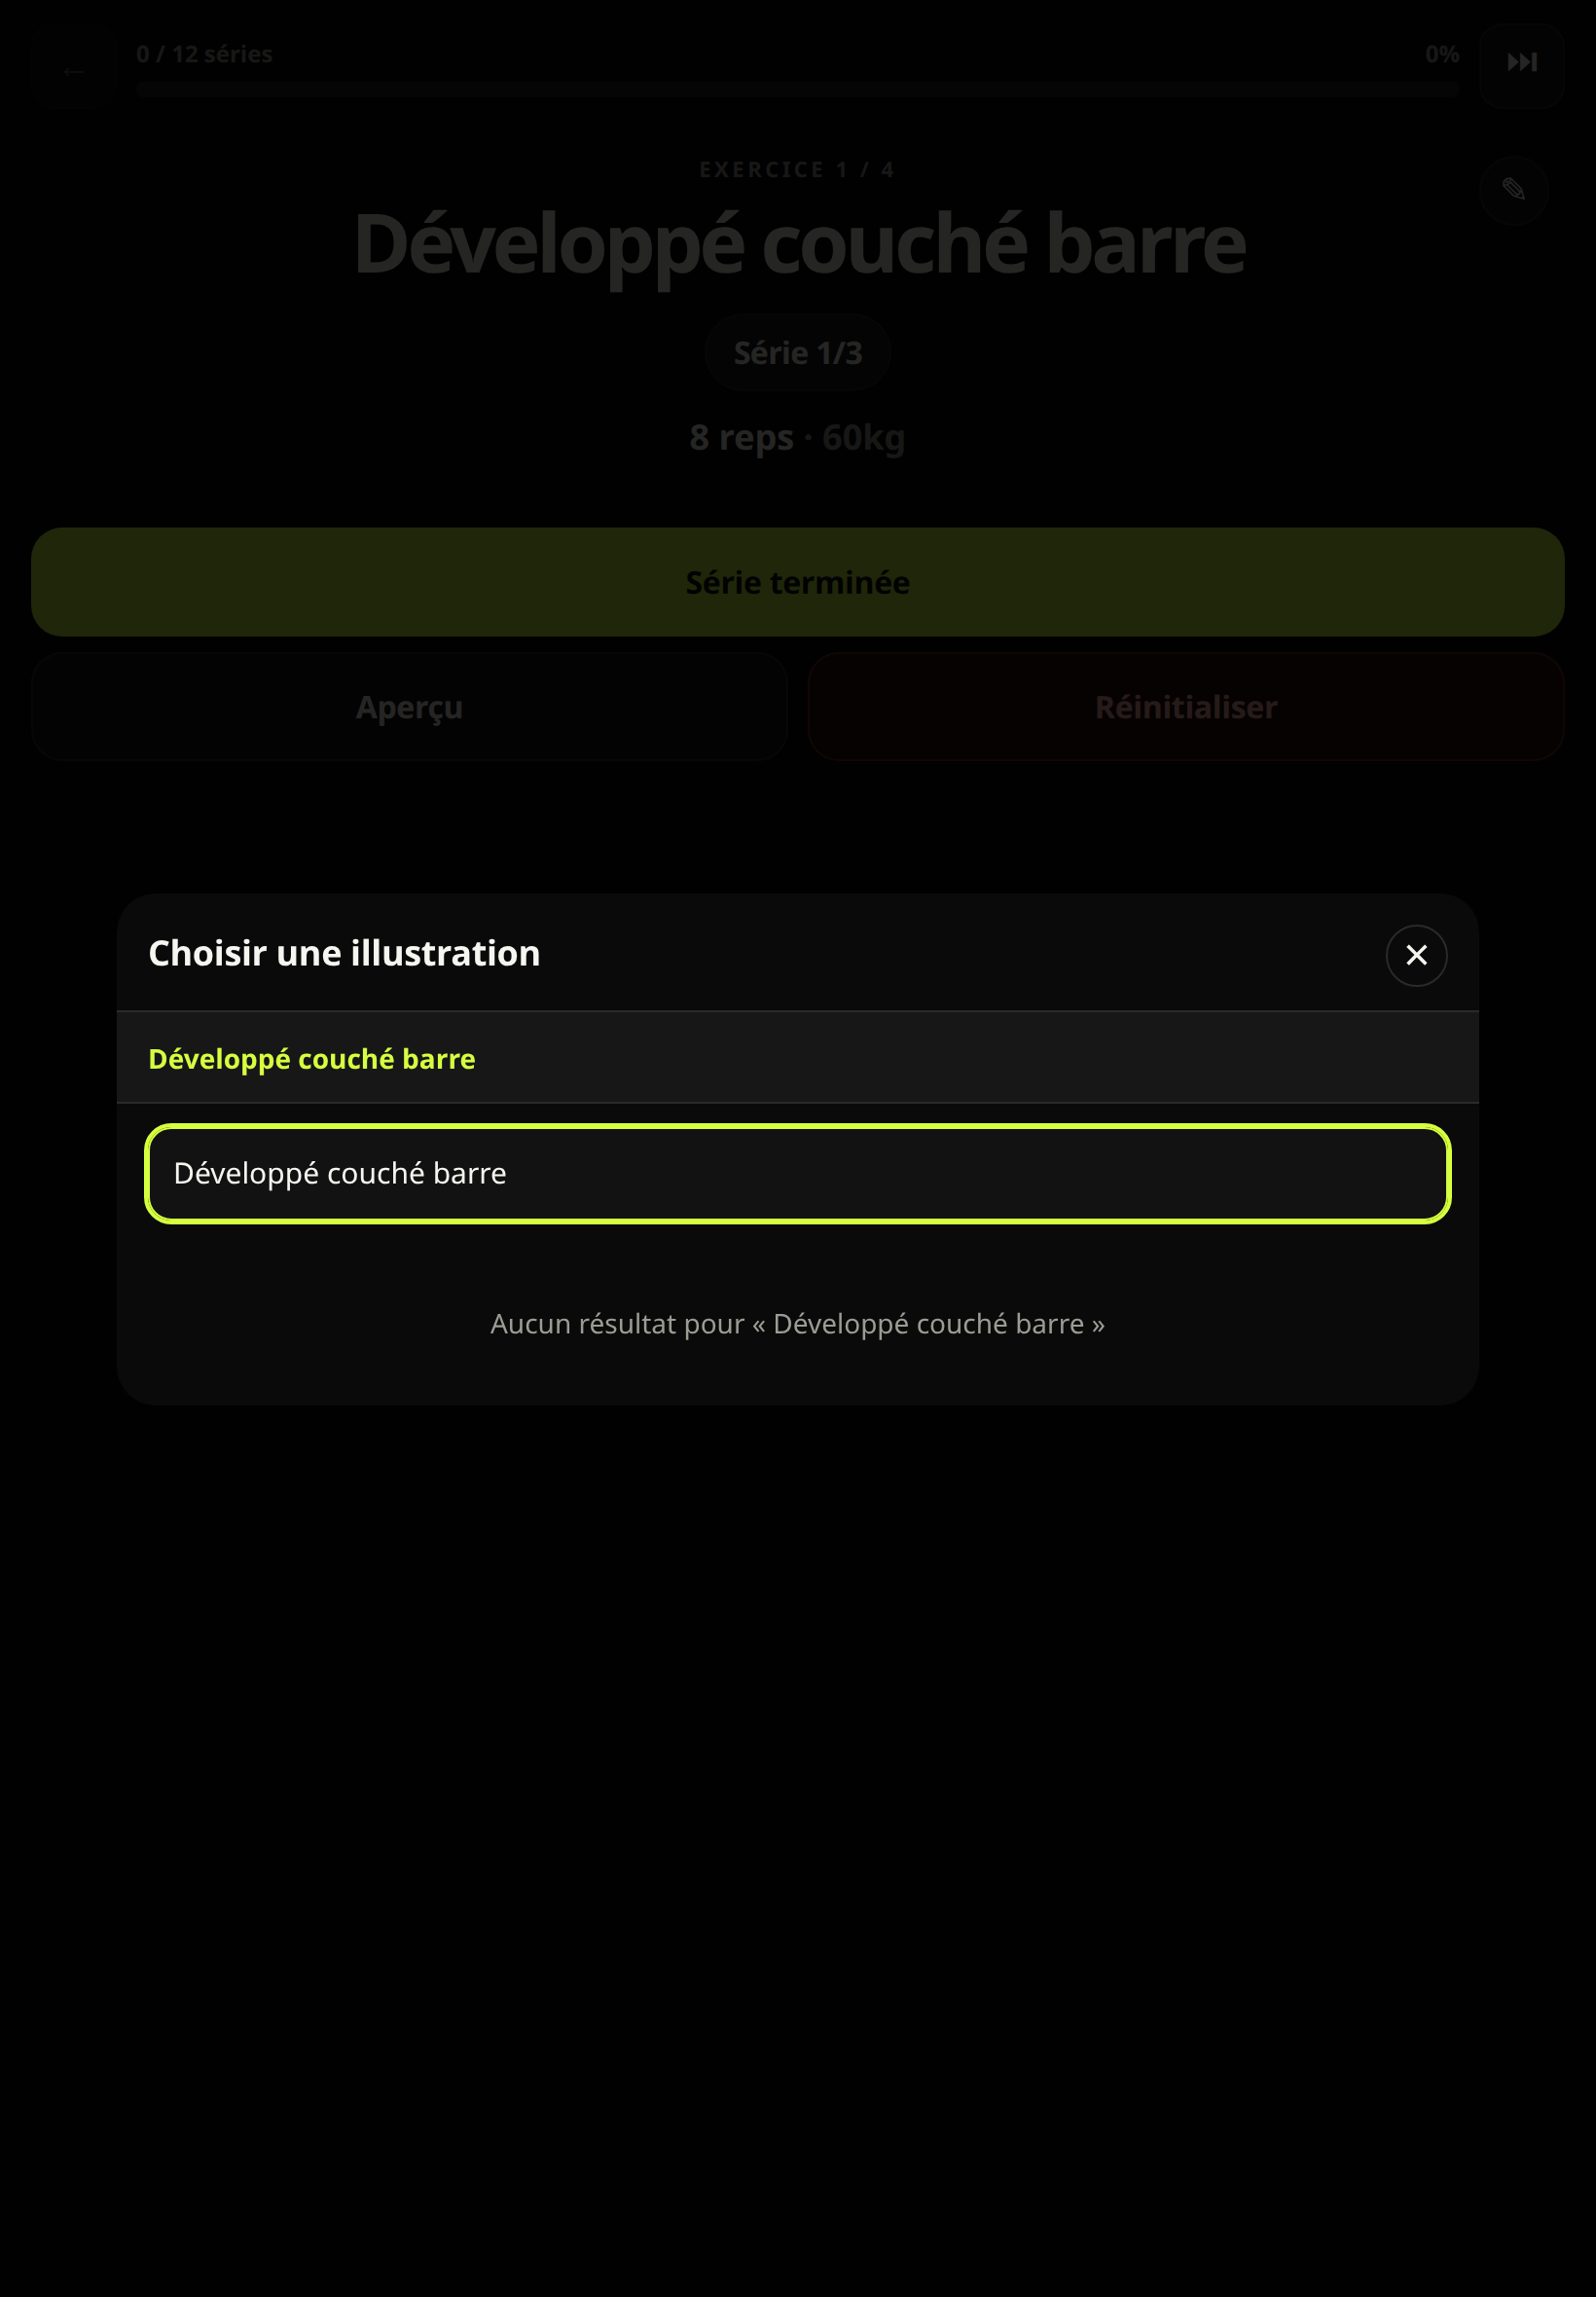 ←
0 / 12 séries
0%
⏭
EXERCICE 1 / 4
✎
Développé couché barre
Série 1/3
8 reps · 60kg
Série terminée
Aperçu
Réinitialiser
Choisir une illustration
✕
Développé couché barre
Développé couché barre
Aucun résultat pour « Développé couché barre »